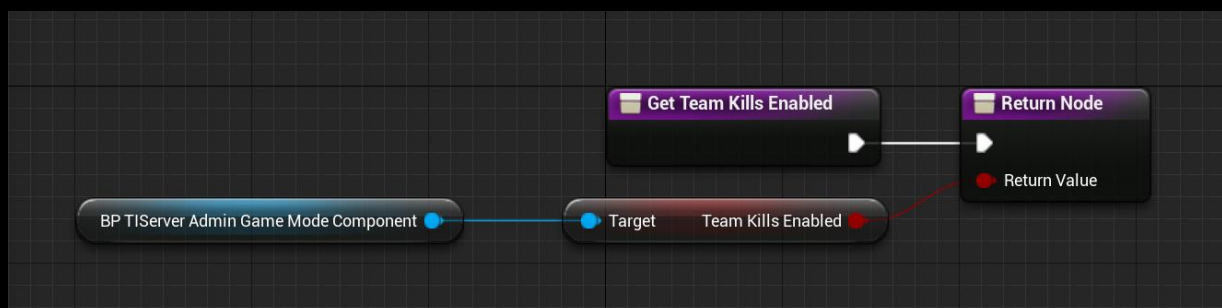 Get Team Kills Enabled
Return Node
Return Value
BP TIServer Admin Game Mode Component
Target
Team Kills Enabled